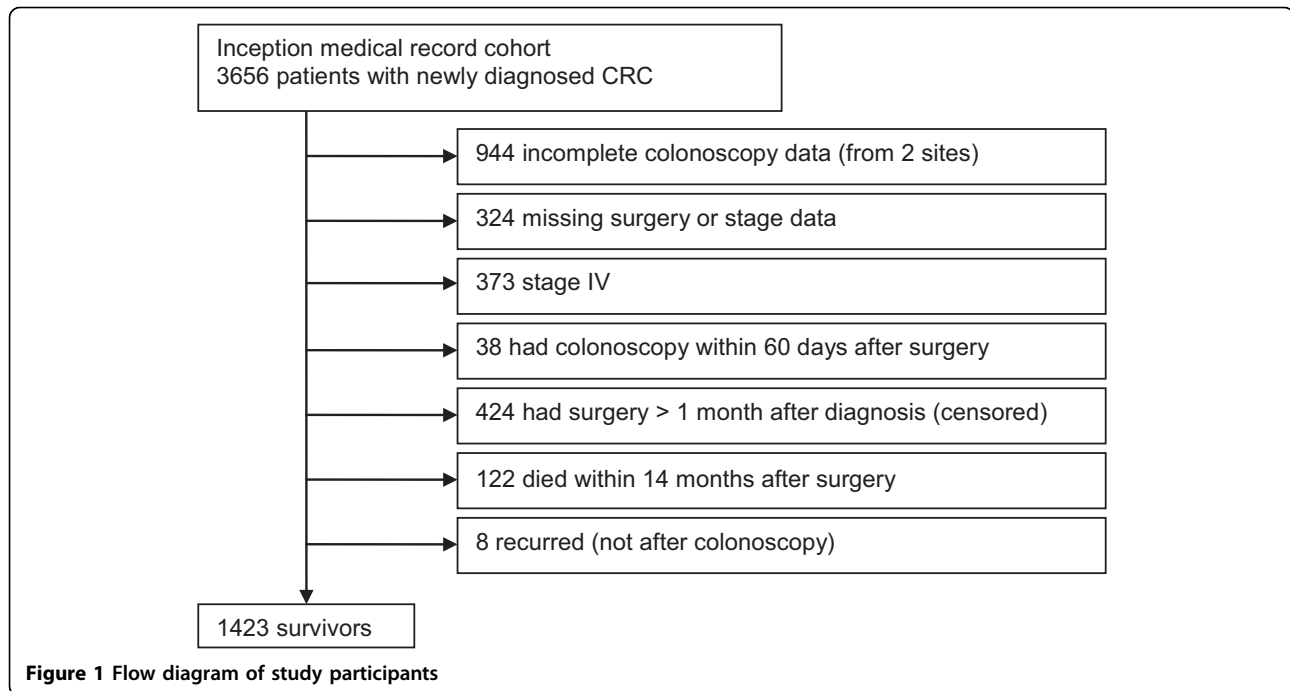 Inception medical record cohort
3656 patients with newly diagnosed CRC
944 incomplete colonoscopy data (from 2 sites)
324 missing surgery or stage data
373 stage IV
38 had colonoscopy within 60 days after surgery
424 had surgery > 1 month after diagnosis (censored)
122 died within 14 months after surgery
8 recurred (not after colonoscopy)
1423 survivors
Figure 1 Flow diagram of study participants